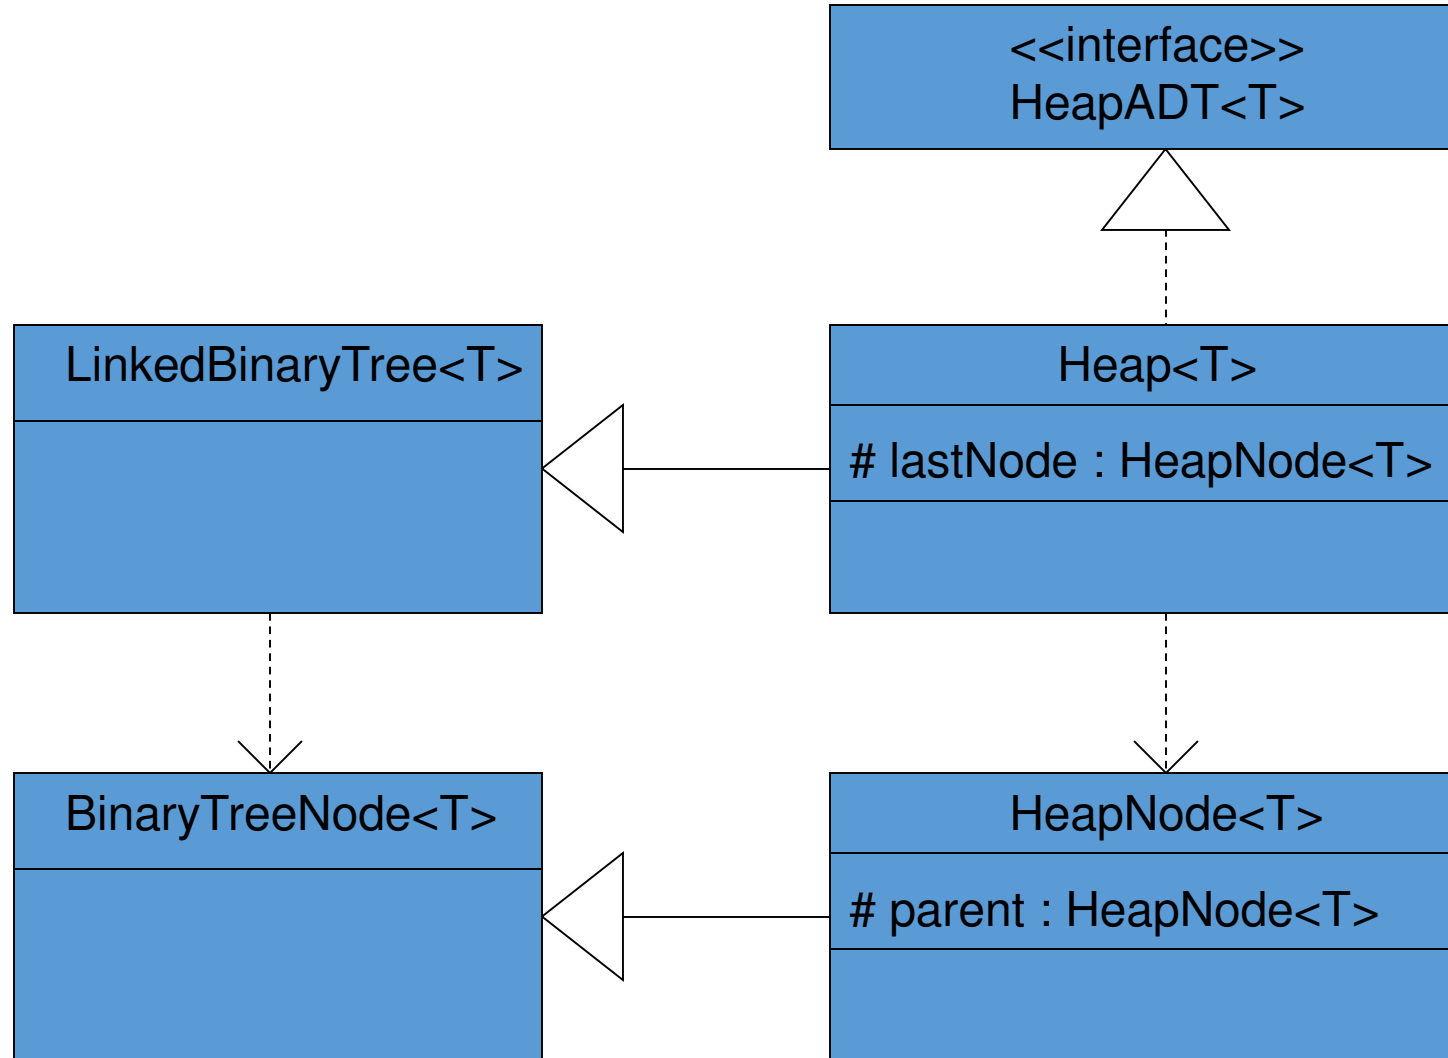 <<interface>>
HeapADT<T>
LinkedBinaryTree<T>
Heap<T>
# lastNode : HeapNode<T>
BinaryTreeNode<T>
HeapNode<T>
# parent : HeapNode<T>